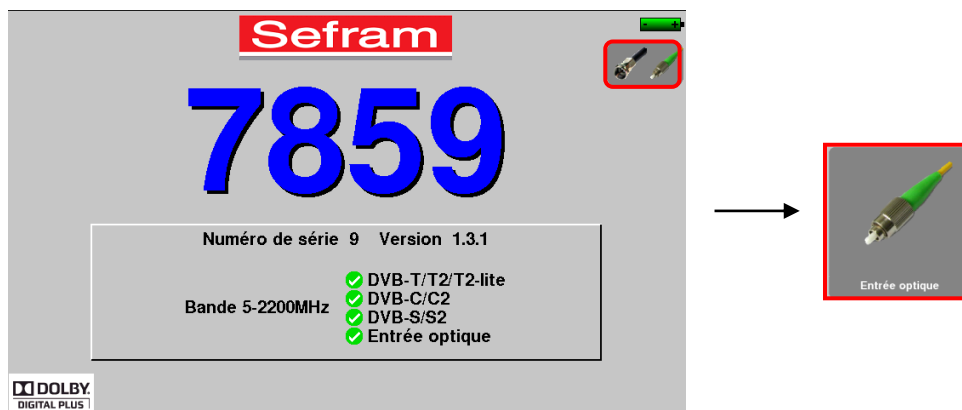 Sefram
7859
Numéro de série 9 Version 1.3.1
Bande 5-2200MHz
DVB-T/T2/T2-lite
DVB-C/C2
DVB-S/S2
Entrée optique
DOLBY.
DIGITAL PLUS
Entrée optique